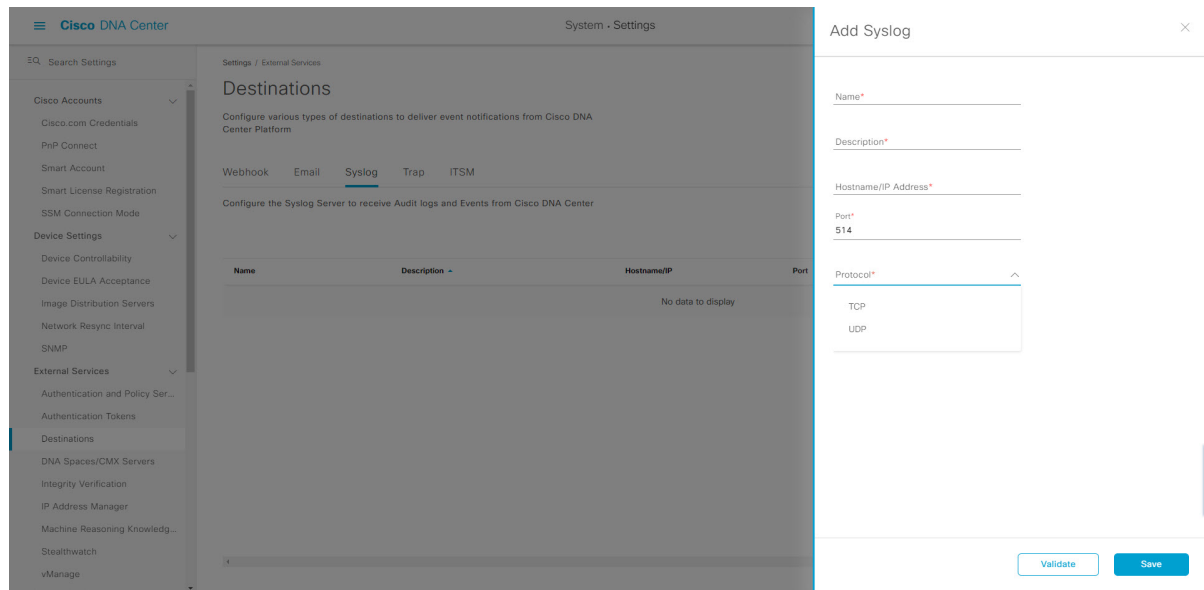 Cisco DNA Center
System · Settings
Search Settings
Cisco Accounts
Cisco.com Credentials
PnP Connect
Smart Account
Smart License Registration
SSM Connection Mode
Device Settings
Device Controllability
Device EULA Acceptance
Image Distribution Servers
Network Resync Interval
SNMP
External Services
Authentication and Policy Ser...
Authentication Tokens
Destinations
DNA Spaces/CMX Servers
Integrity Verification
IP Address Manager
Machine Reasoning Knowledg...
Stealthwatch
vManage
Settings / External Services
Destinations
Configure various types of destinations to deliver event notifications from Cisco DNA
Center Platform
Webhook Email Syslog Trap ITSM
Configure the Syslog Server to receive Audit logs and Events from Cisco DNA Center
Name Description Hostname/IP Port
No data to display
Add Syslog
Name*
Description*
Hostname/IP Address*
Port*
514
Protocol*
TCP
UDP
Validate Save